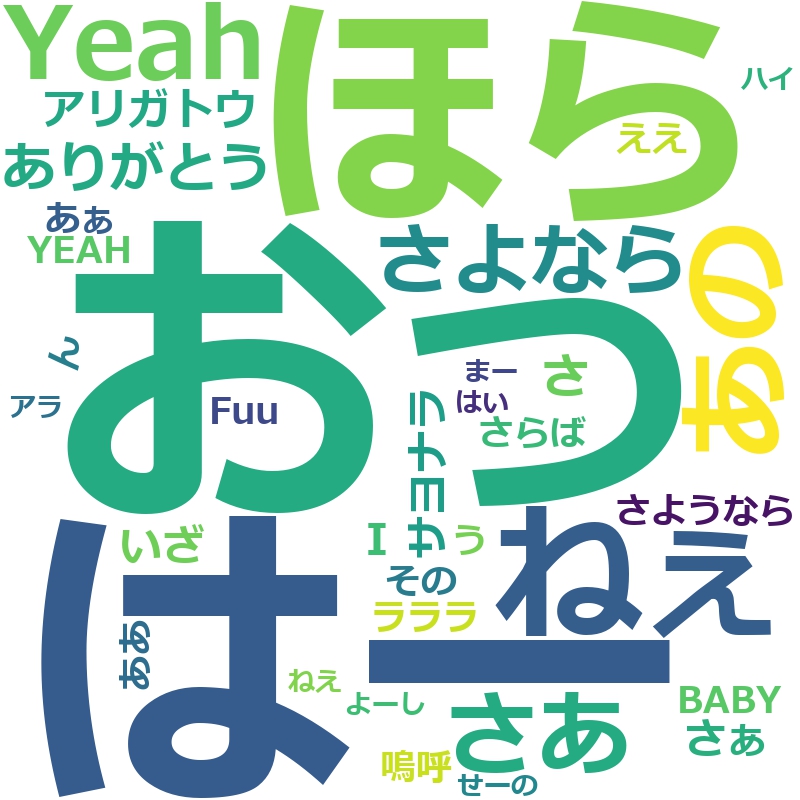 Yeah
ほら
ハイ
アリガトウ
ええ
ありがとう
あぁ
YEAH
さよなら
あの
おっ
ん
まー
さ
アラ
Fuu
はい
サヨナラ
さらば
さようなら
はー
いざ
I
う
ねぇ
その
ラララ
ああ
ねえ
よーし
さあ
BABY
さぁ
嗚呼
せーの